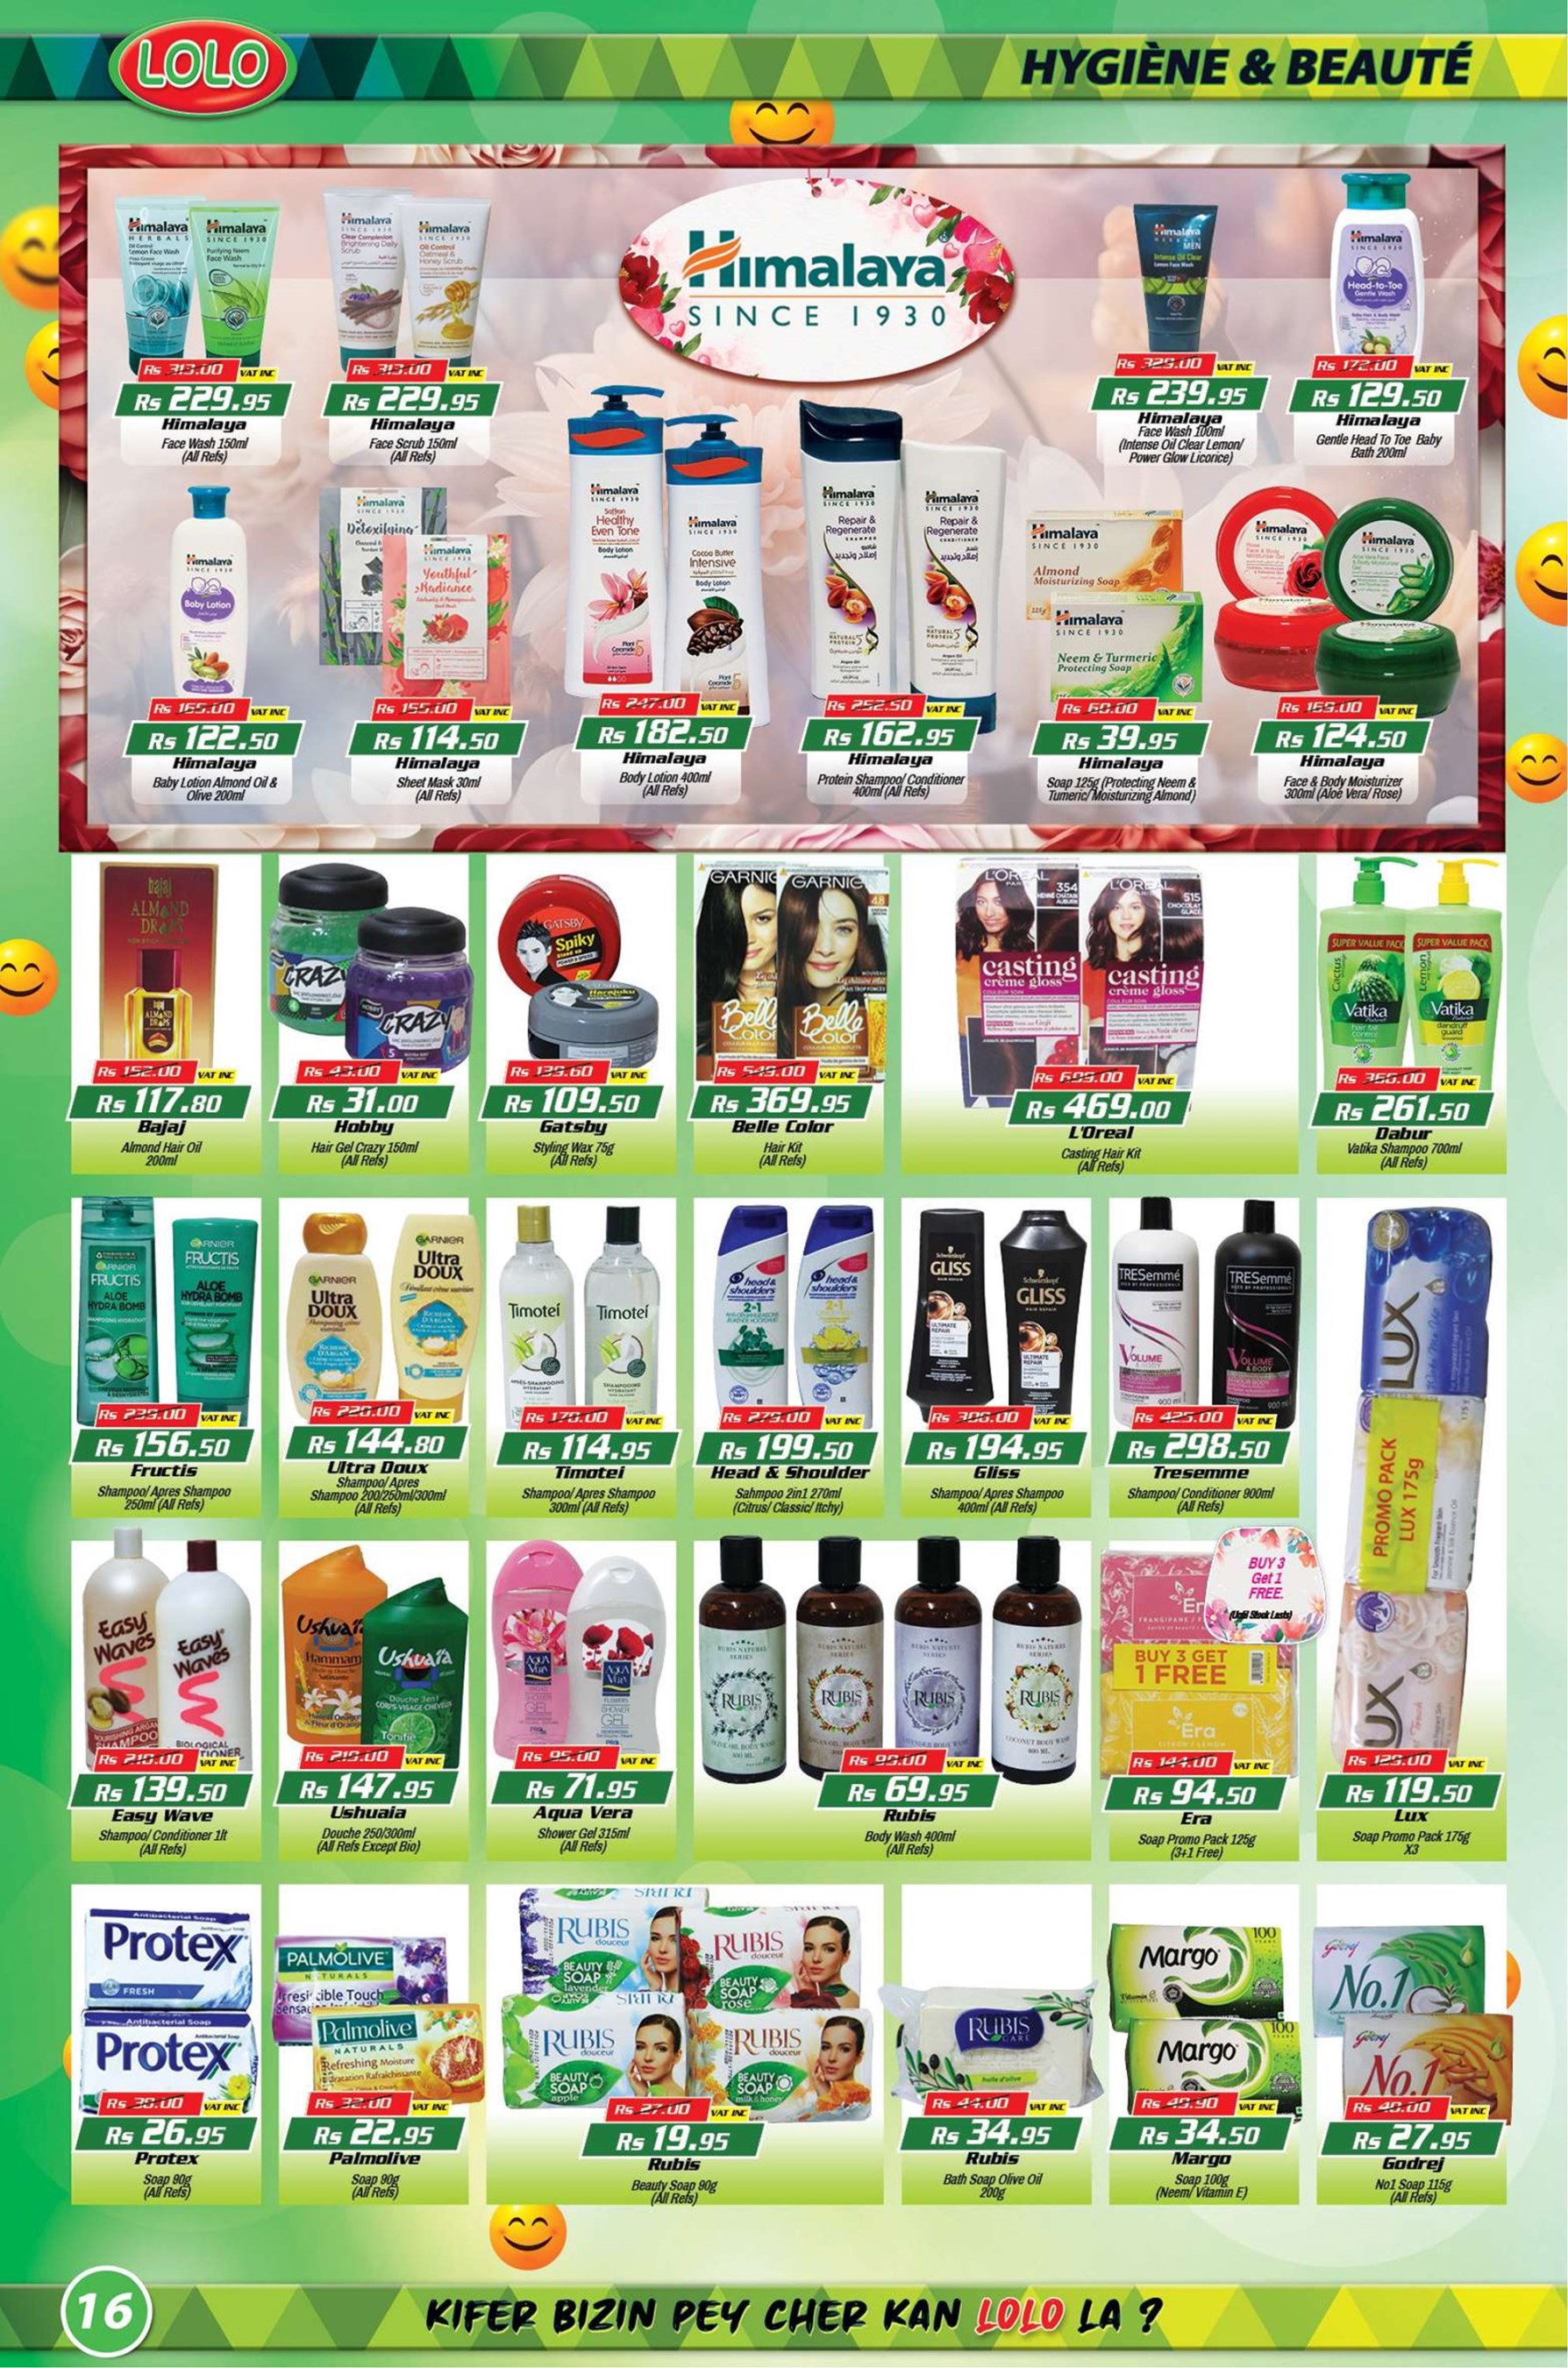 LOLO
HYGIÈNE & BEAUTÉ
Himalaya
SINCE 1930
Rs 313.00 VAT INC
Rs 229.95
Himalaya
Face Wash 150ml
(All Refs)
Rs 313.00 VAT INC
Rs 229.95
Himalaya
Face Scrub 150ml
(All Refs)
Rs 329.00 VAT INC
Rs 239.95
Himalaya
Face Wash 100ml
(Intense Oil Clear Lemon/
Power Glow Licorice)
Rs 172.00 VAT INC
Rs 129.50
Himalaya
Gentle Head To Toe Baby
Bath 200ml
Rs 165.00 VAT INC
Rs 122.50
Himalaya
Baby Lotion Almond Oil &
Olive 200ml
Rs 155.00 VAT INC
Rs 114.50
Himalaya
Sheet Mask 30ml
(All Refs)
Rs 247.00 VAT INC
Rs 182.50
Himalaya
Body Lotion 400ml
(All Refs)
Rs 252.50 VAT INC
Rs 162.95
Himalaya
Protein Shampoo/ Conditioner
400ml (All Refs)
Rs 60.00 VAT INC
Rs 39.95
Himalaya
Soap 125g (Protecting Neem &
Tumeric/ Moisturizing Almond)
VAT INC
Rs 124.50
Himalaya
Face & Body Moisturizer
300ml (Aloe Vera/ Rose)
Rs 152.00 VAT INC
Rs 117.80
Bajaj
Almond Hair Oil
200ml
Rs 43.00 VAT INC
Rs 31.00
Hobby
Hair Gel Crazy 150ml
(All Refs)
Rs 139.60 VAT INC
Rs 109.50
Gatsby
Styling Wax 75g
(All Refs)
Rs 549.00 VAT INC
Rs 369.95
Belle Color
Hair Kit
(All Refs)
Rs 699.00 VAT INC
Rs 469.00
L'Oreal
Casting Hair Kit
(All Refs)
Rs 360.00 VAT INC
Rs 261.50
Dabur
Vatika Shampoo 700ml
(All Refs)
Rs 239.00 VAT INC
Rs 156.50
Fructis
Shampoo/ Apres Shampoo
250ml (All Refs)
Rs 220.00 VAT INC
Rs 144.80
Ultra Doux
Shampoo/ Apres
Shampoo 200/250ml/300ml
(All Refs)
Rs 170.00 VAT INC
Rs 114.95
Timotei
Shampoo/ Apres Shampoo
300ml (All Refs)
Rs 279.00 VAT INC
Rs 199.50
Head & Shoulder
Sahmpoo 2in1 270ml
(Citrus/ Classic/ Itchy)
Rs 300.00 VAT INC
Rs 194.95
Gliss
Shampoo/ Apres Shampoo
400ml (All Refs)
Rs 425.00 VAT INC
Rs 298.50
Tresemme
Shampoo/ Conditioner 900ml
(All Refs)
PROMO PACK
LUX 175g
Rs 210.00 VAT INC
Rs 139.50
Easy Wave
Shampoo/ Conditioner 1lt
(All Refs)
Rs 219.00 VAT INC
Rs 147.95
Ushuaia
Douche 250/300ml
(All Refs Except Bio)
Rs 95.00 VAT INC
Rs 71.95
Aqua Vera
Shower Gel 315ml
(All Refs)
Rs 99.00 VAT INC
Rs 69.95
Rubis
Body Wash 400ml
(All Refs)
BUY 3
Get 1
FREE.
(Until Stock Lasts)
BUY 3 GET
1 FREE
Rs 144.00 VAT INC
Rs 94.50
Era
Soap Promo Pack 125g
(3+1 Free)
Rs 129.00 VAT INC
Rs 119.50
Lux
Soap Promo Pack 175g
X3
Rs 38.00 VAT INC
Rs 26.95
Protex
Soap 90g
(All Refs)
Rs 32.00 VAT INC
Rs 22.95
Palmolive
Soap 90g
(All Refs)
Rs 27.00 VAT INC
Rs 19.95
Rubis
Beauty Soap 90g
(All Refs)
Rs 44.00 VAT INC
Rs 34.95
Rubis
Bath Soap Olive Oil
200g
Rs 49.90 VAT INC
Rs 34.50
Margo
Soap 100g
(Neem/ Vitamin E)
Rs 40.00 VAT INC
Rs 27.95
Godrej
No1 Soap 115g
(All Refs)
16
KIFER BIZIN PEY CHER KAN LOLO LA ?